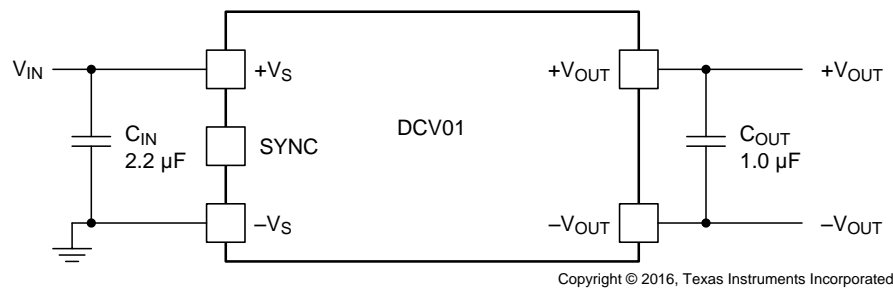 VIN
+VS
+VOUT
+VOUT
CIN
2.2 µF
SYNC
DCV01
COUT
1.0 µF
–VS
–VOUT
–VOUT
Copyright © 2016, Texas Instruments Incorporated